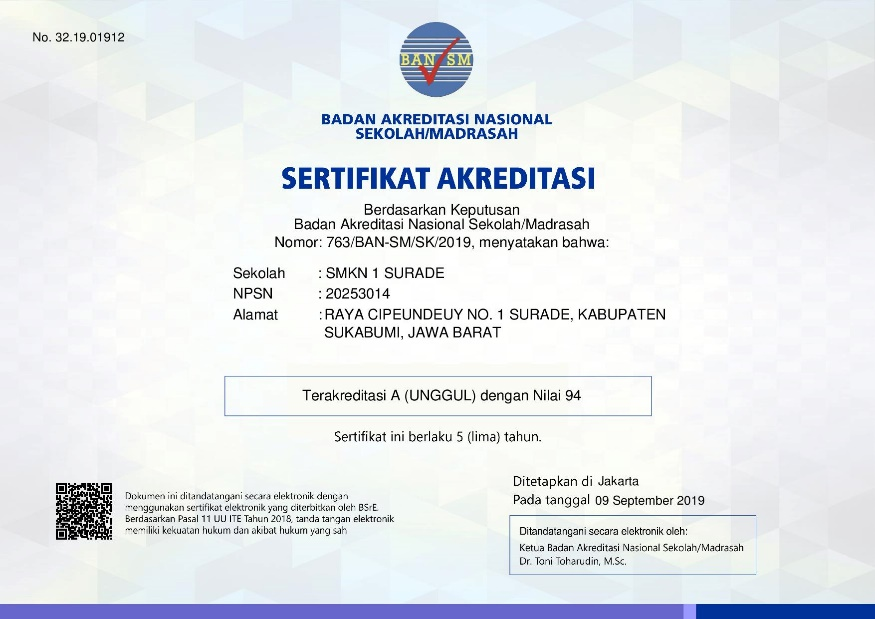 No. 32.19.01912
BAN SM
BADAN AKREDITASI NASIONAL
SEKOLAH/MADRASAH
SERTIFIKAT AKREDITASI
Berdasarkan Keputusan
Badan Akreditasi Nasional Sekolah/Madrasah
Nomor: 763/BAN-SM/SK/2019, menyatakan bahwa:
Sekolah : SMKN 1 SURADE
NPSN : 20253014
Alamat : RAYA CIPEUNDEUY NO. 1 SURADE, KABUPATEN
SUKABUMI, JAWA BARAT
Terakreditasi A (UNGGUL) dengan Nilai 94
Sertifikat ini berlaku 5 (lima) tahun.
Dokumen ini ditandatangani secara elektronik dengan
menggunakan sertifikat elektronik yang diterbitkan oleh BSrE.
Berdasarkan Pasal 11 UU ITE Tahun 2018, tanda tangan elektronik
memiliki kekuatan hukum dan akibat hukum yang sah
Ditetapkan di Jakarta
Pada tanggal 09 September 2019
Ditandatangani secara elektronik oleh:
Ketua Badan Akreditasi Nasional Sekolah/Madrasah
Dr. Toni Toharudin, M.Sc.